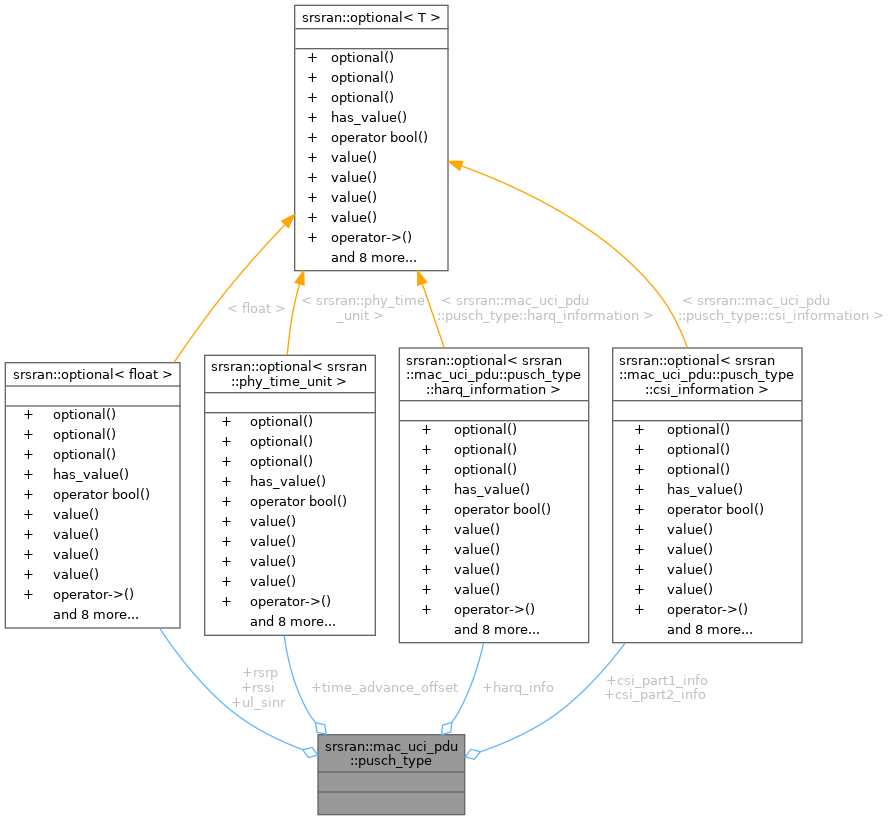 srsran::optional< T >
+ optional()
+ optional()
+ optional()
+ has_value()
+ operator bool()
+ value()
+ value()
+ value()
+ value()
+ operator->()
and 8 more...
< float >
< srsran::phy_time
_unit >
< srsran::mac_uci_pdu
::pusch_type::harq_information >
< srsran::mac_uci_pdu
::pusch_type::csi_information >
srsran::optional< float >
+ optional()
+ optional()
+ optional()
+ has_value()
+ operator bool()
+ value()
+ value()
+ value()
+ value()
+ operator->()
and 8 more...
srsran::optional< srsran
::phy_time_unit >
+ optional()
+ optional()
+ optional()
+ has_value()
+ operator bool()
+ value()
+ value()
+ value()
+ value()
+ operator->()
and 8 more...
srsran::optional< srsran
::mac_uci_pdu::pusch_type
::harq_information >
+ optional()
+ optional()
+ optional()
+ has_value()
+ operator bool()
+ value()
+ value()
+ value()
+ value()
+ operator->()
and 8 more...
srsran::optional< srsran
::mac_uci_pdu::pusch_type
::csi_information >
+ optional()
+ optional()
+ optional()
+ has_value()
+ operator bool()
+ value()
+ value()
+ value()
+ value()
+ operator->()
and 8 more...
+rsrp
+rssi
+ul_sinr
+time_advance_offset
+harq_info
+csi_part1_info
+csi_part2_info
srsran::mac_uci_pdu
::pusch_type